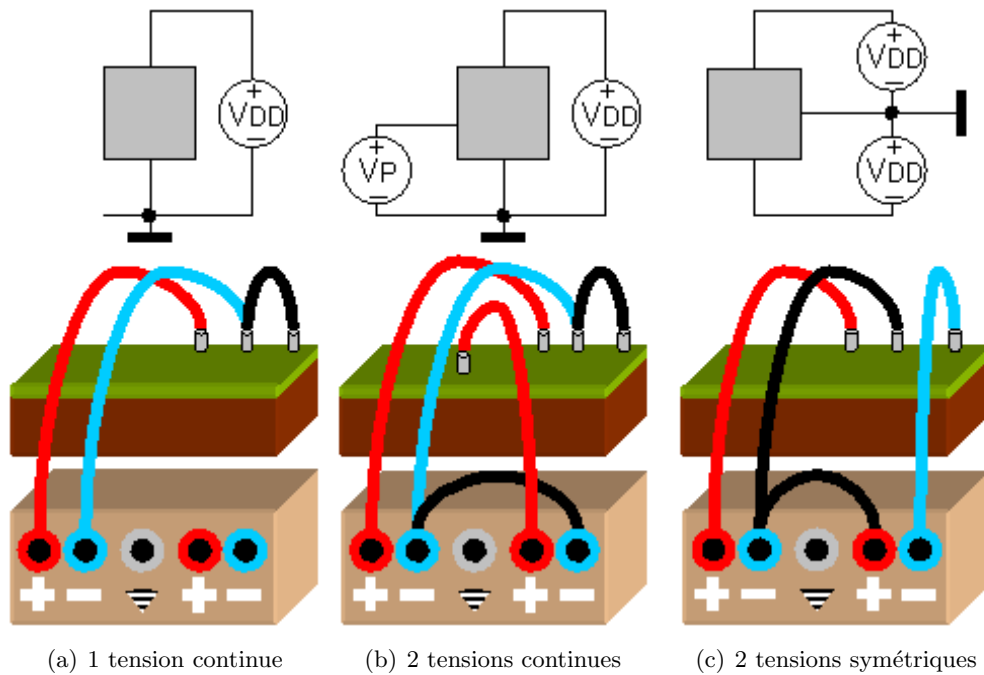 +
VDD
−
+
VDD
−
+
VP
−
+
VDD
−
+
VDD
−
+ − + −
+ − + −
+ − + −
(a) 1 tension continue
(b) 2 tensions continues
(c) 2 tensions symétriques